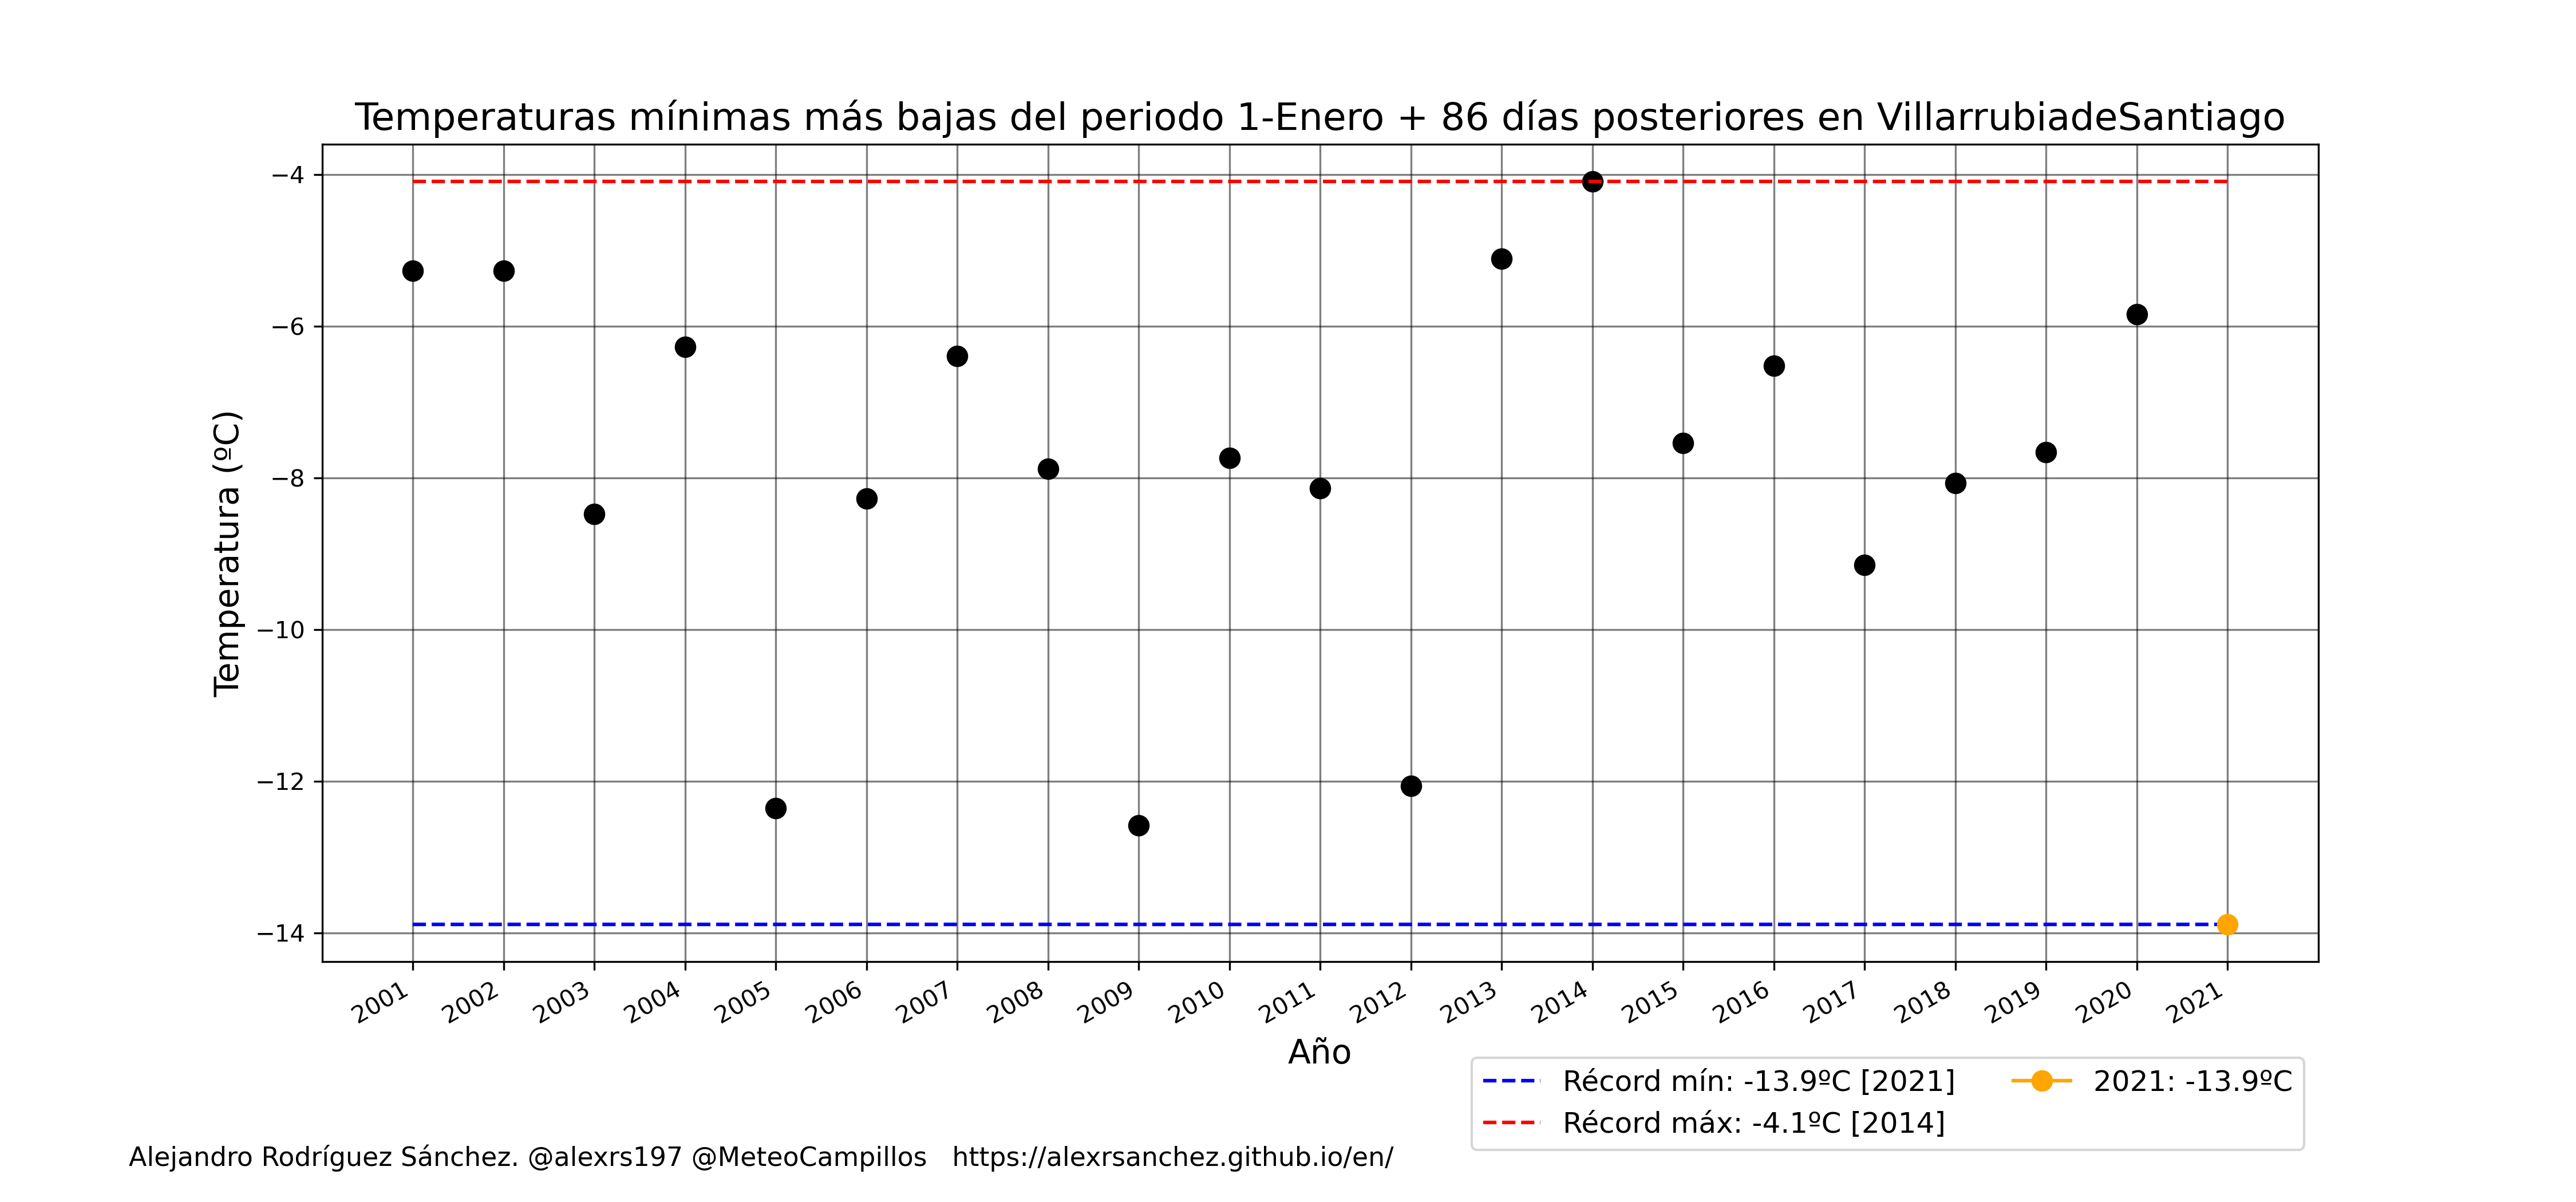 Temperaturas mínimas más bajas del periodo 1-Enero + 86 días posteriores en VillarrubiadeSantiago
Temperatura (ºC)
−4
−6
−8
−10
−12
−14
2001 2002 2003 2004 2005 2006 2007 2008 2009 2010 2011 2012 2013 2014 2015 2016 2017 2018 2019 2020 2021
Año
Récord mín: -13.9ºC [2021] 2021: -13.9ºC
Récord máx: -4.1ºC [2014]
Alejandro Rodríguez Sánchez. @alexrs197 @MeteoCampillos https://alexrsanchez.github.io/en/